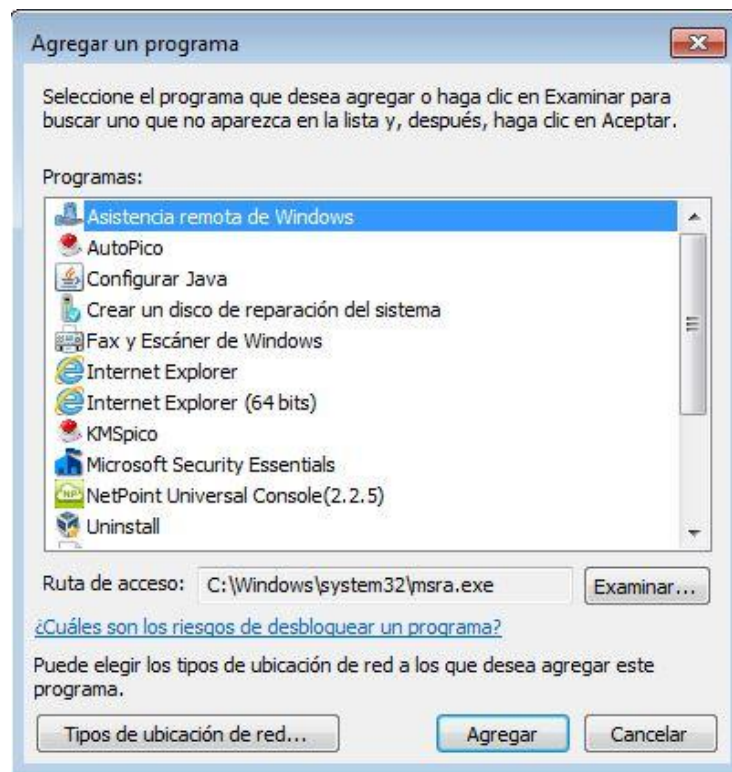 Agregar un programa
Seleccione el programa que desea agregar o haga clic en Examinar para
buscar uno que no aparezca en la lista y, después, haga clic en Aceptar.
Programas:
Asistencia remota de Windows
AutoPico
Configurar Java
Crear un disco de reparación del sistema
Fax y Escáner de Windows
Internet Explorer
Internet Explorer (64 bits)
KMSpico
Microsoft Security Essentials
NetPoint Universal Console(2.2.5)
Uninstall
Ruta de acceso: C:\Windows\system32\msra.exe Examinar...
¿Cuáles son los riesgos de desbloquear un programa?
Puede elegir los tipos de ubicación de red a los que desea agregar este
programa.
Tipos de ubicación de red... Agregar Cancelar